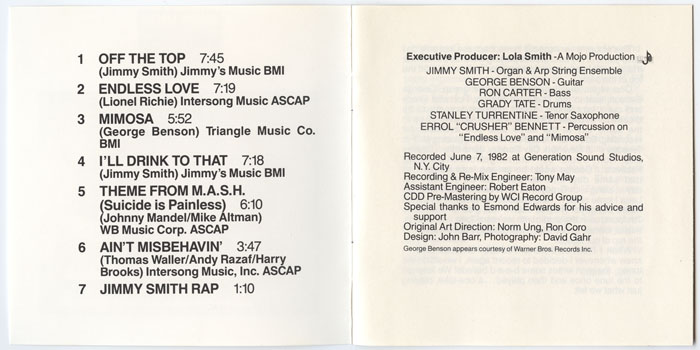 1 OFF THE TOP 7:45
(Jimmy Smith) Jimmy's Music BMI
2 ENDLESS LOVE 7:19
(Lionel Richie) Intersong Music ASCAP
3 MIMOSA 5:52
(George Benson) Triangle Music Co.
BMI
4 I'LL DRINK TO THAT 7:18
(Jimmy Smith) Jimmy's Music BMI
5 THEME FROM M.A.S.H.
(Suicide is Painless) 6:10
(Johnny Mandel/Mike Altman)
WB Music Corp. ASCAP
6 AIN'T MISBEHAVIN' 3:47
(Thomas Waller/Andy Razaf/Harry
Brooks) Intersong Music, Inc. ASCAP
7 JIMMY SMITH RAP 1:10
Executive Producer: Lola Smith -A Mojo Production
JIMMY SMITH - Organ & Arp String Ensemble
GEORGE BENSON - Guitar
RON CARTER - Bass
GRADY TATE - Drums
STANLEY TURRENTINE - Tenor Saxophone
ERROL "CRUSHER" BENNETT - Percussion on
"Endless Love" and "Mimosa"
Recorded June 7, 1982 at Generation Sound Studios,
N.Y. City
Recording & Re-Mix Engineer: Tony May
Assistant Engineer: Robert Eaton
CDD Pre-Mastering by WCI Record Group
Special thanks to Esmond Edwards for his advice and
support
Original Art Direction: Norm Ung, Ron Coro
Design: John Barr, Photography: David Gahr
George Benson appears courtesy of Warner Bros. Records Inc.